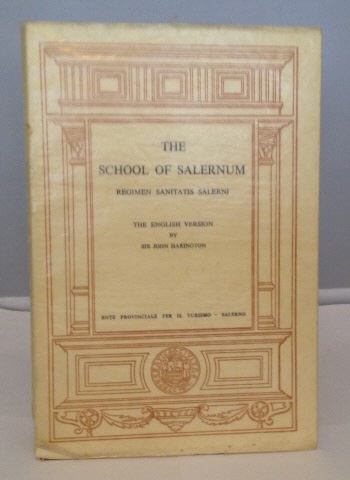 THE
SCHOOL OF SALERNUM
REGIMEN SANITATIS SALERNI
THE ENGLISH VERSION
BY
SIR JOHN HARINGTON
ENTE PROVINCIALE PER IL TURISMO - SALERNO